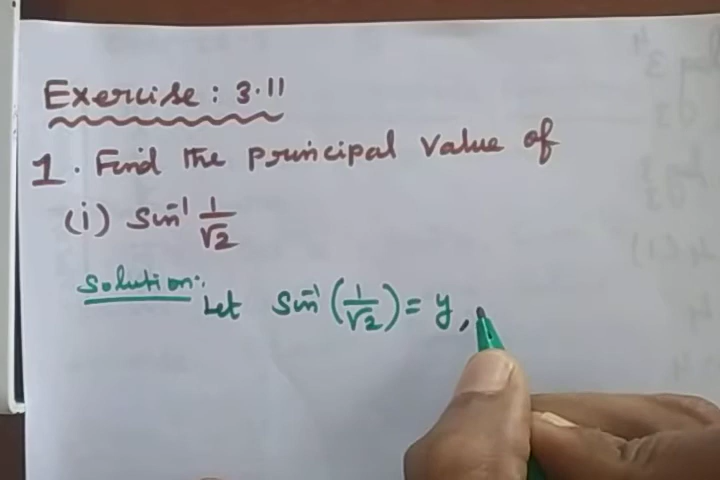 Exercise: 3.11
1. Find the principal value of
(i) sin⁻¹ 1/√2
Solution:
Let sin⁻¹(1/√2) = y,